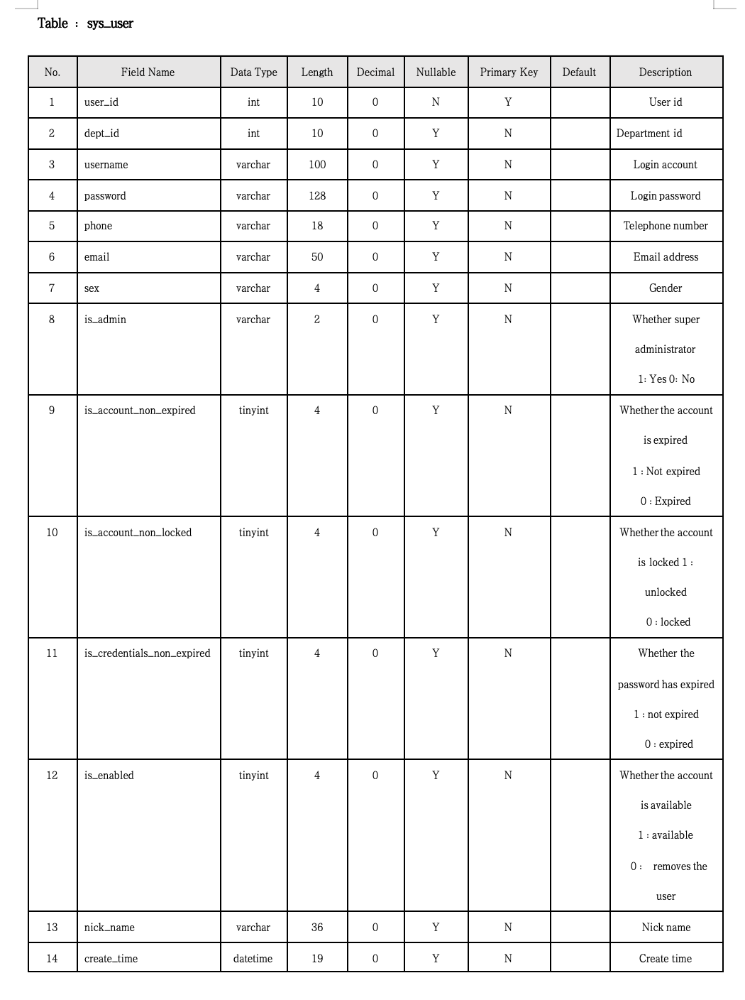 Table : sys_user
No. Field Name Data Type Length Decimal Nullable Primary Key Default Description
1 user_id int 10 0 N Y User id
2 dept_id int 10 0 Y N Department id
3 username varchar 100 0 Y N Login account
4 password varchar 128 0 Y N Login password
5 phone varchar 18 0 Y N Telephone number
6 email varchar 50 0 Y N Email address
7 sex varchar 4 0 Y N Gender
8 is_admin varchar 2 0 Y N Whether super
administrator
1: Yes 0: No
9 is_account_non_expired tinyint 4 0 Y N Whether the account
is expired
1 : Not expired
0 : Expired
10 is_account_non_locked tinyint 4 0 Y N Whether the account
is locked 1 :
unlocked
0 : locked
11 is_credentials_non_expired tinyint 4 0 Y N Whether the
password has expired
1 : not expired
0 : expired
12 is_enabled tinyint 4 0 Y N Whether the account
is available
1 : available
0 : removes the
user
13 nick_name varchar 36 0 Y N Nick name
14 create_time datetime 19 0 Y N Create time